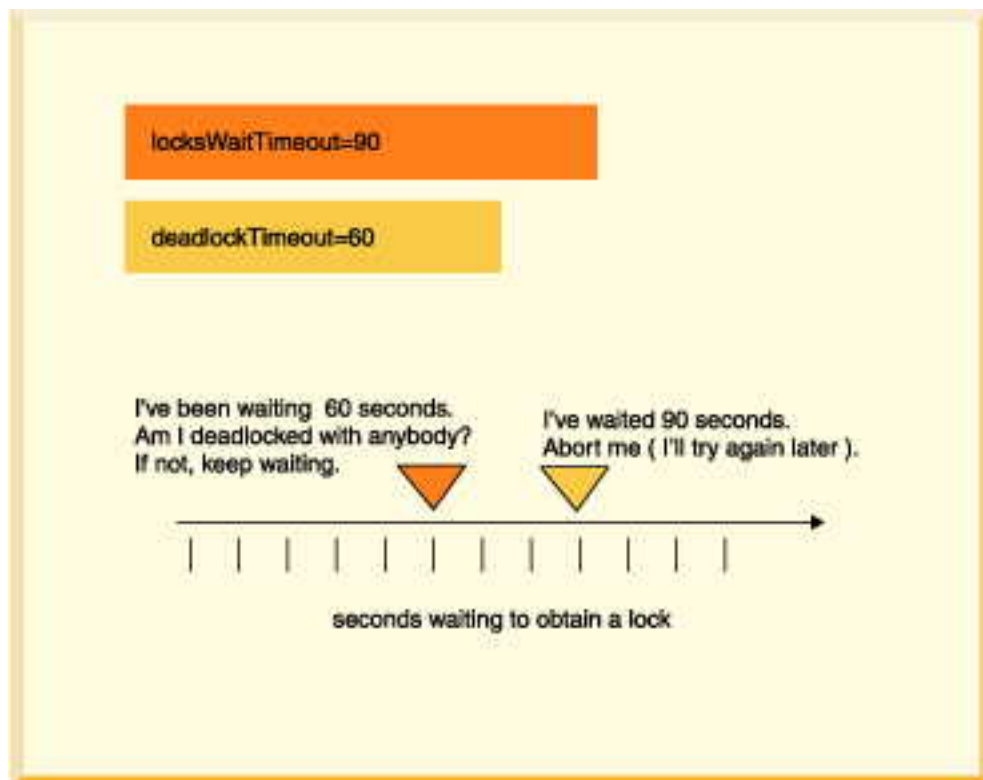 locksWaitTimeout=90
deadlockTimeout=60
I've been waiting  60 seconds.
Am I deadlocked with anybody?
If not, keep waiting.
I've waited 90 seconds.
Abort me ( I'll try again later ).
seconds waiting to obtain a lock